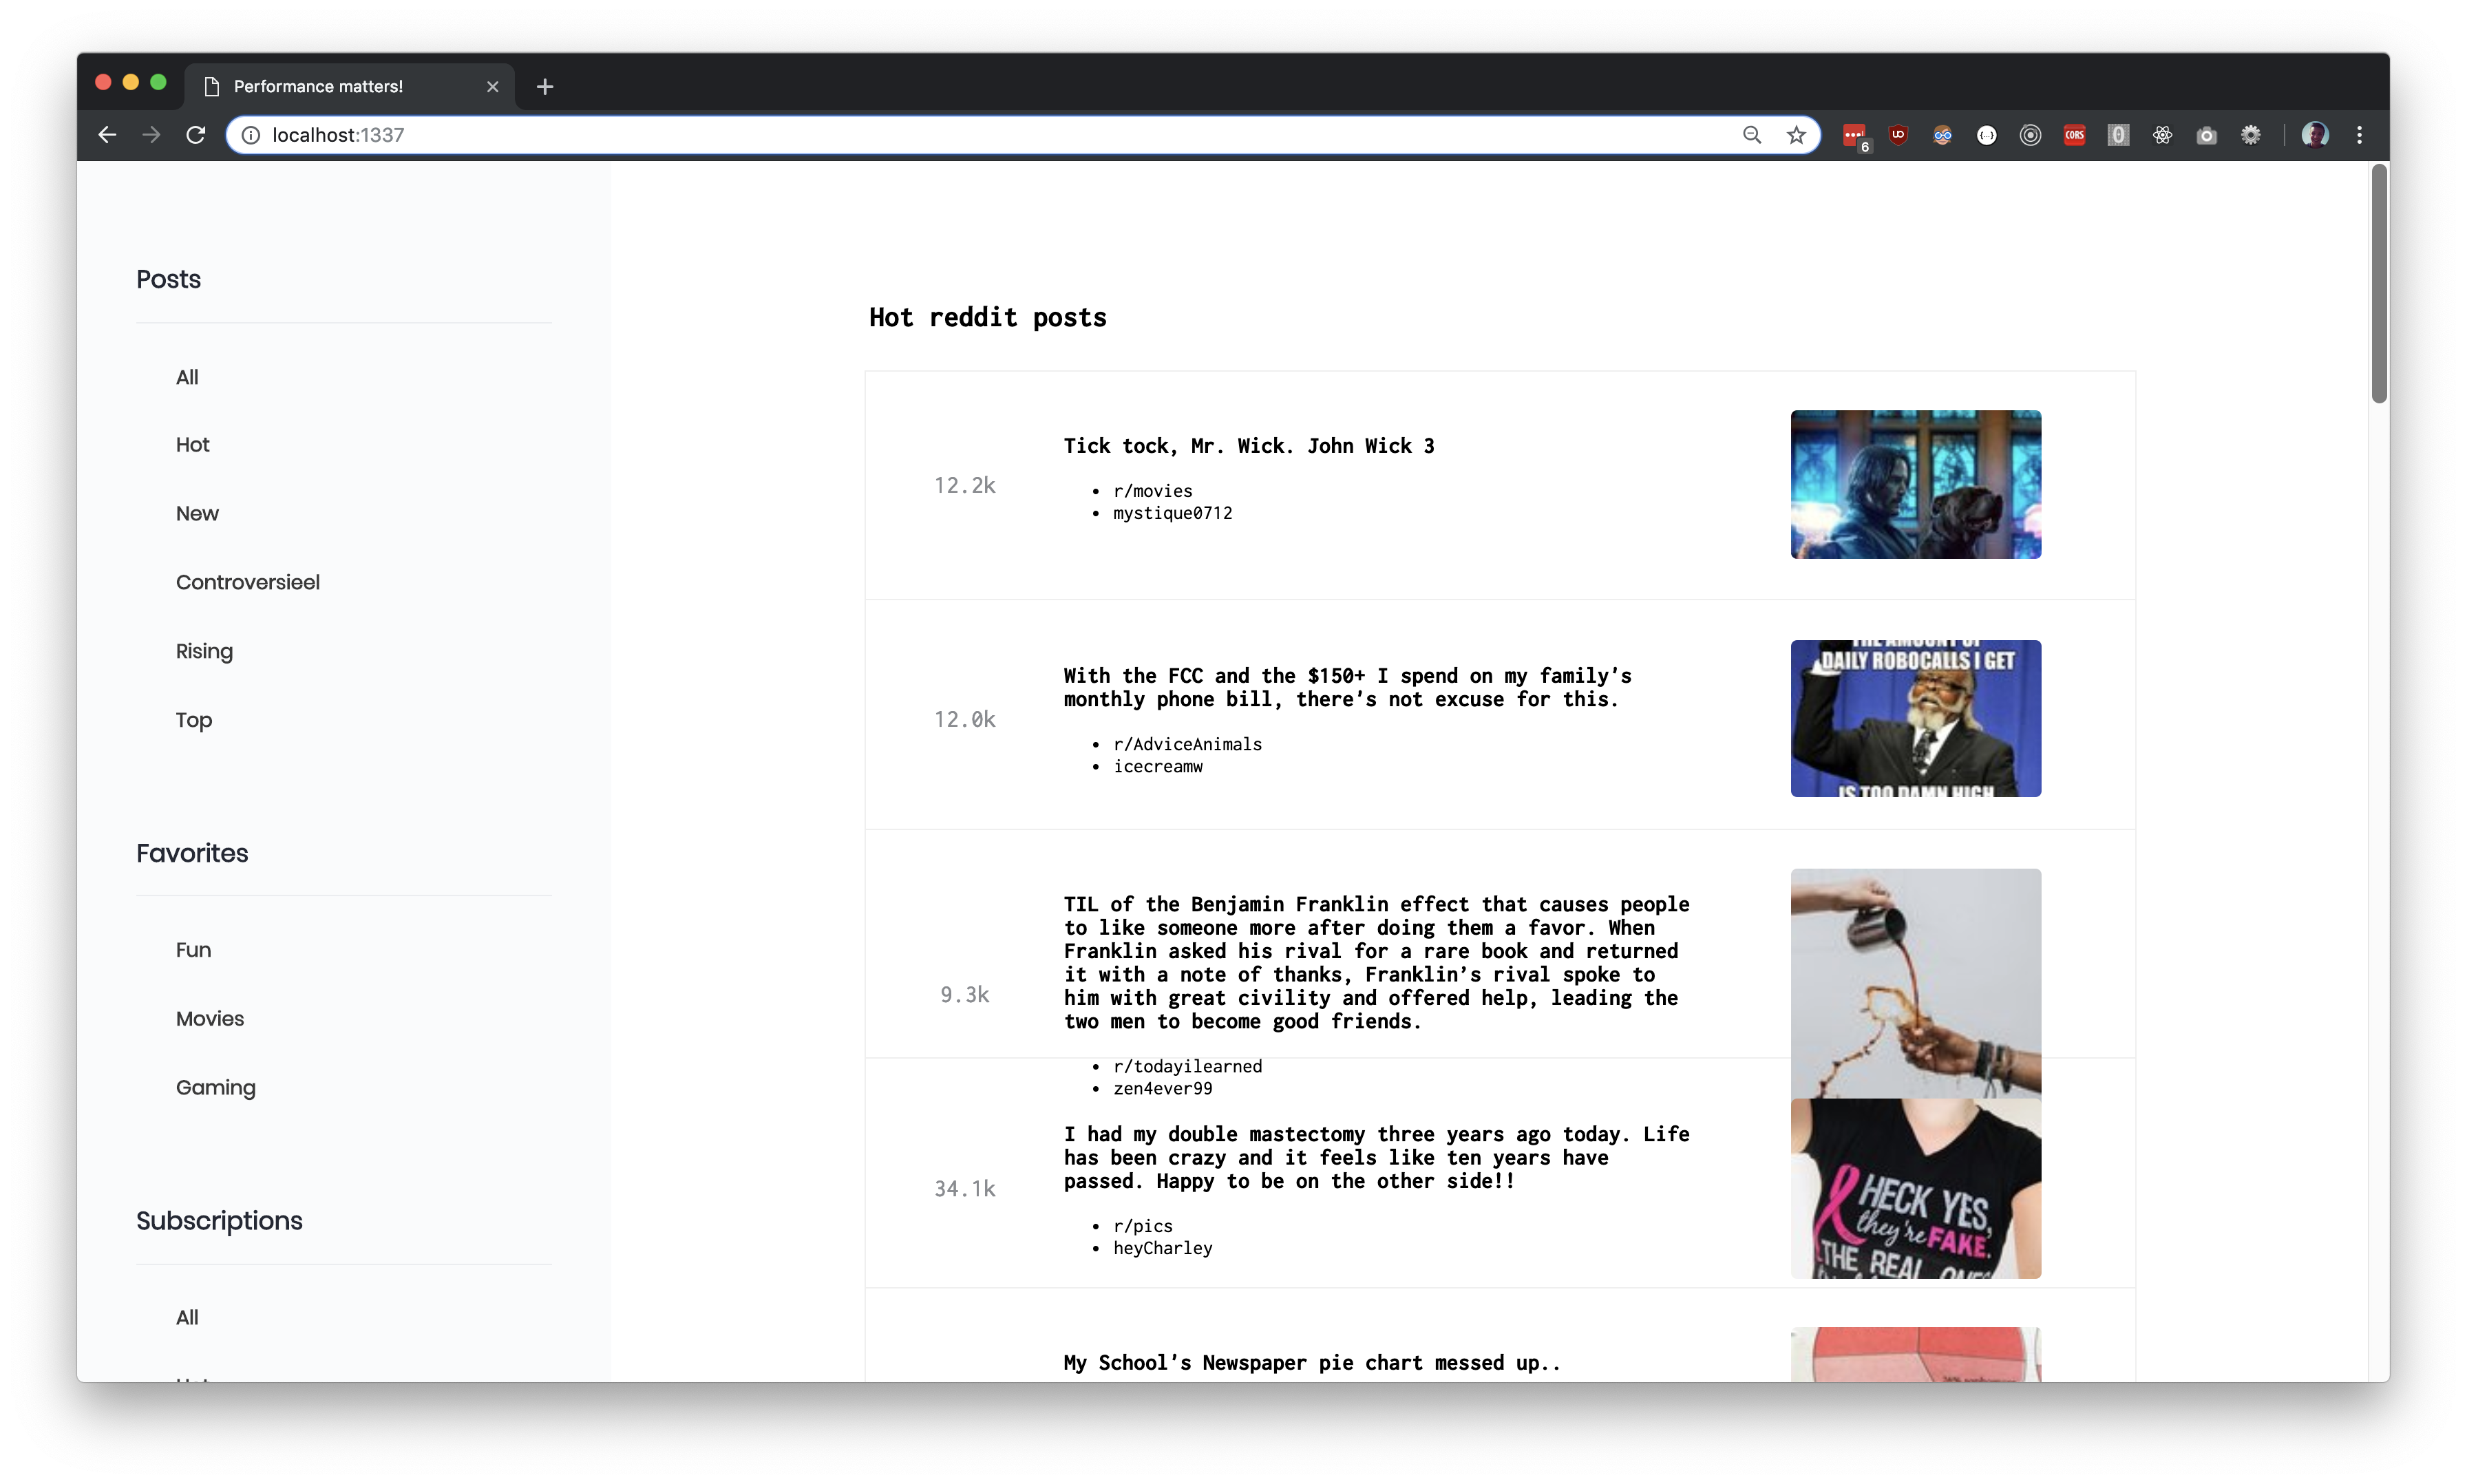 Performance matters!
localhost:1337
6
CORS
Posts
All
Hot
New
Controversieel
Rising
Top
Favorites
Fun
Movies
Gaming
Subscriptions
All
Hot reddit posts
12.2k
Tick tock, Mr. Wick. John Wick 3
r/movies
mystique0712
12.0k
With the FCC and the $150+ I spend on my family's
monthly phone bill, there's not excuse for this.
r/AdviceAnimals
icecreamw
THE AMOUNT OF
DAILY ROBOCALLS I GET
IS TOO DAMN HIGH
9.3k
TIL of the Benjamin Franklin effect that causes people
to like someone more after doing them a favor. When
Franklin asked his rival for a rare book and returned
it with a note of thanks, Franklin's rival spoke to
him with great civility and offered help, leading the
two men to become good friends.
r/todayilearned
zen4ever99
34.1k
I had my double mastectomy three years ago today. Life
has been crazy and it feels like ten years have
passed. Happy to be on the other side!!
r/pics
heyCharley
HECK YES,
they're FAKE.
THE REAL ONES
My School's Newspaper pie chart messed up..